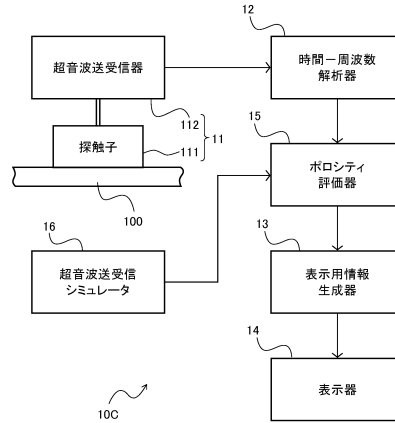 12
超音波送受信器
時間－周波数
解析器
112
11
15
探触子
111
ポロシティ
評価器
100
16
13
超音波送受信
シミュレータ
表示用情報
生成器
14
表示器
10C